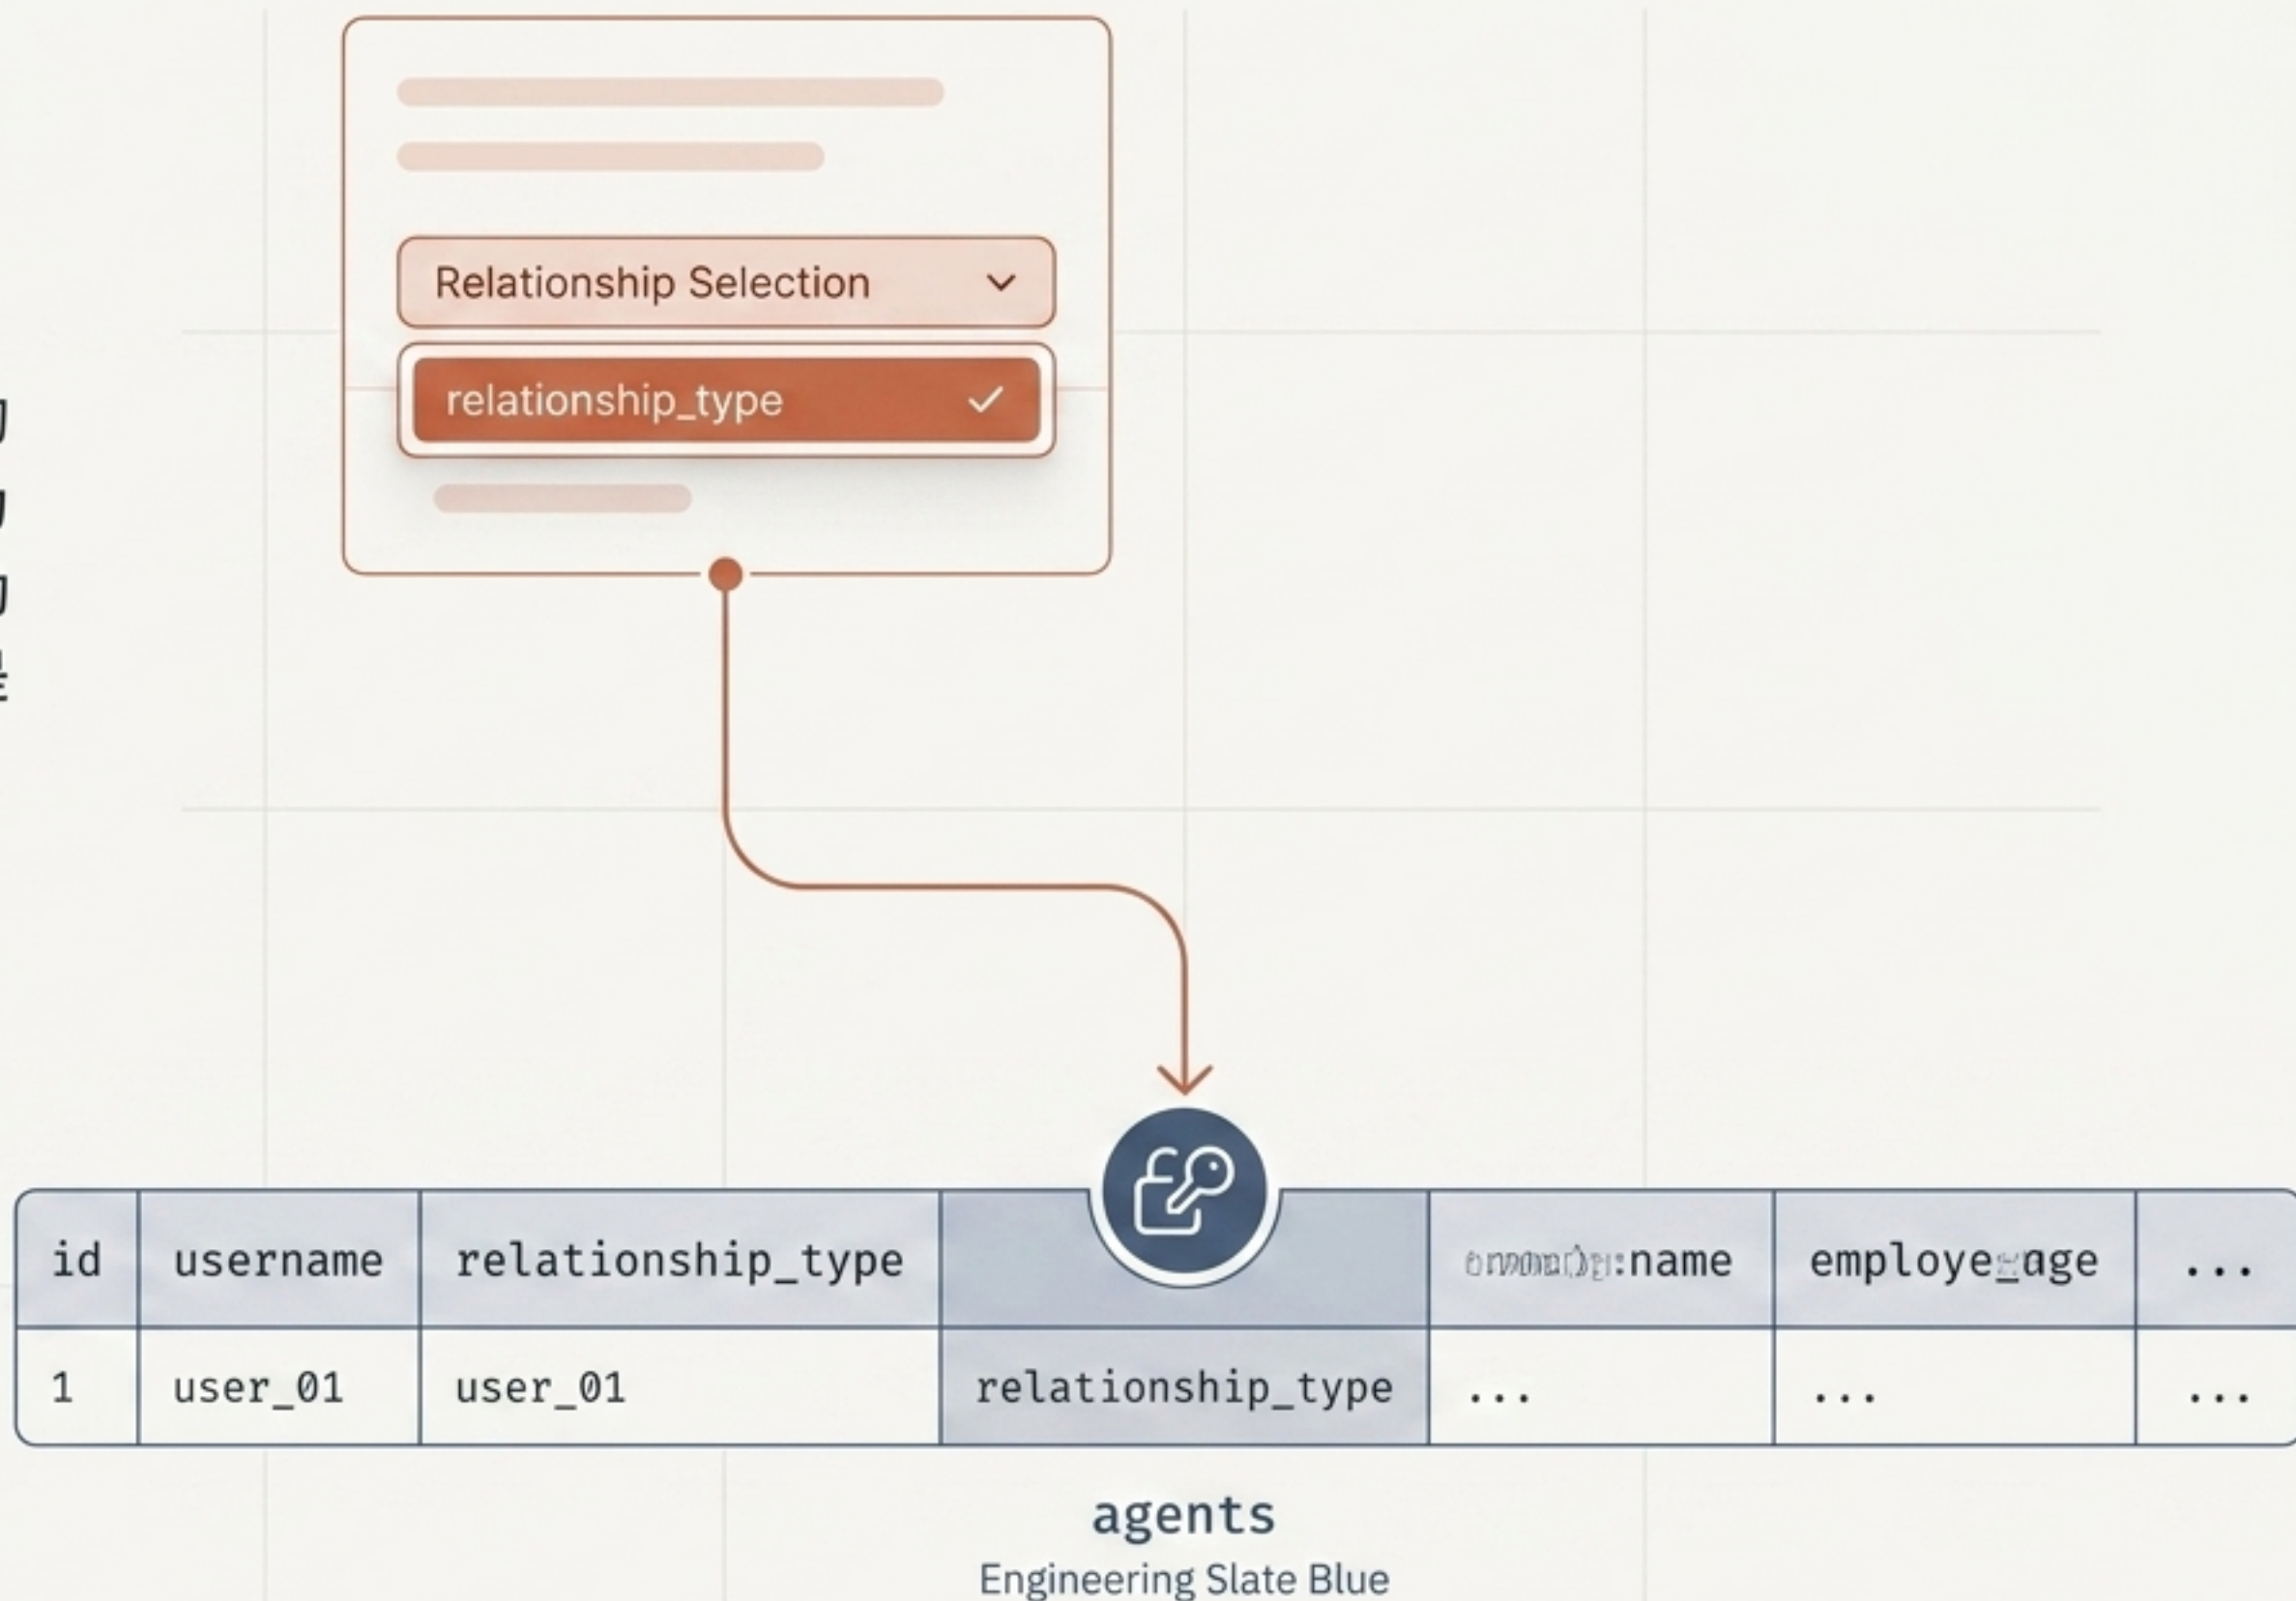 Relationship Selection
relationship_type
id username relationship_type name employe age ...
1 user_01 user_01 relationship_type ... ... ...
agents
Engineering Slate Blue